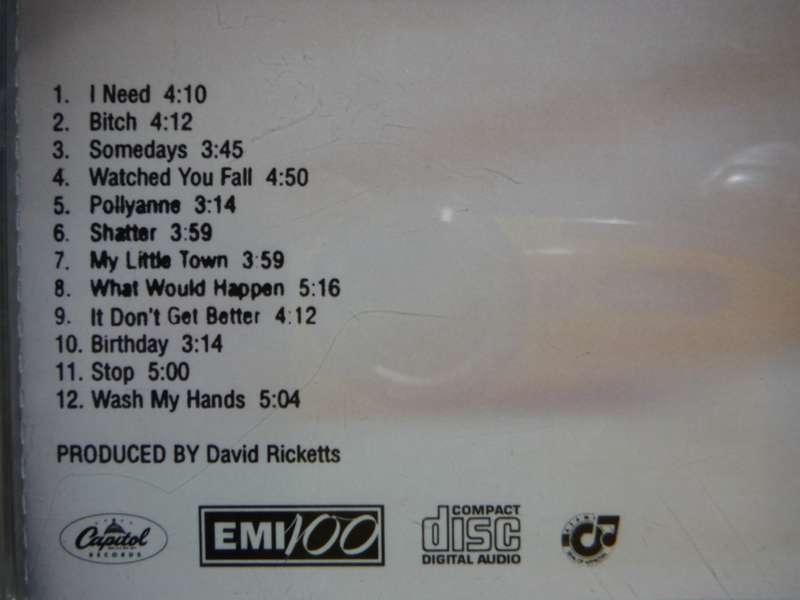 1. I Need 4:10
2. Bitch 4:12
3. Somedays 3:45
4. Watched You Fall 4:50
5. Pollyanne 3:14
6. Shatter 3:59
7. My Little Town 3:59
8. What Would Happen 5:16
9. It Don't Get Better 4:12
10. Birthday 3:14
11. Stop 5:00
12. Wash My Hands 5:04
PRODUCED BY David Ricketts
Capitol
RECORDS
EMI100
COMPACT
disc
DIGITAL AUDIO